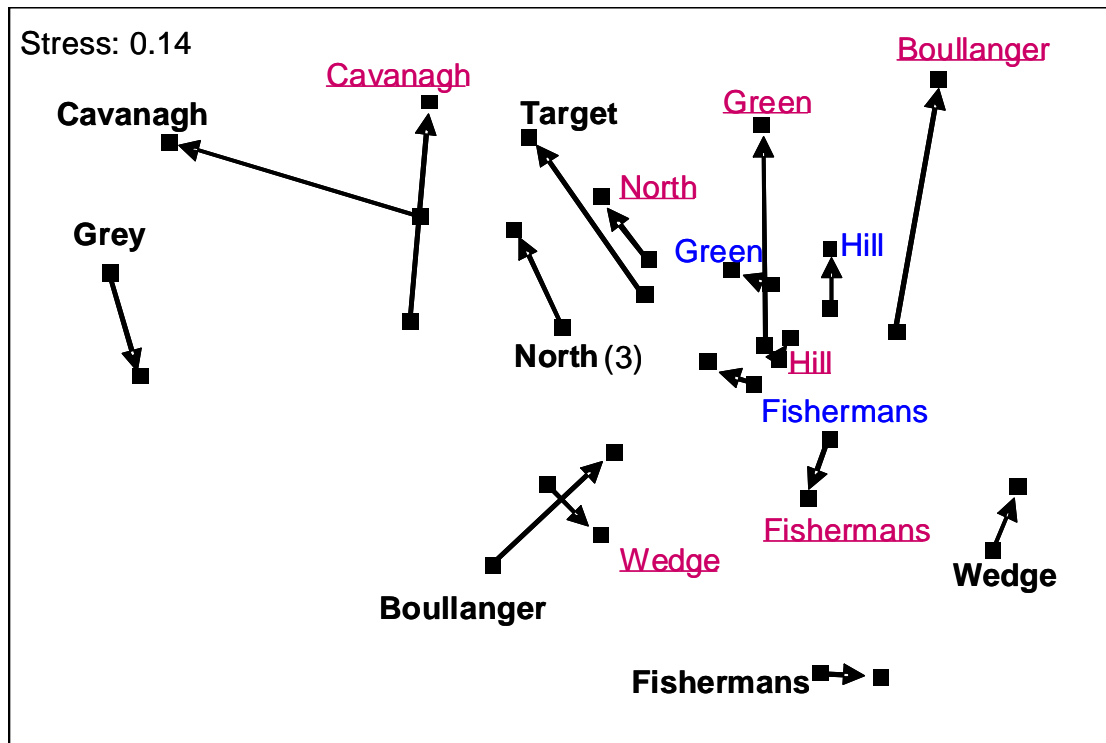 Stress: 0.14
Boullanger
Cavanagh
Cavanagh
Target
Green
North
Grey
Green
Hill
North (3)
Hill
Fishermans
Fishermans
Wedge
Wedge
Boullanger
Fishermans